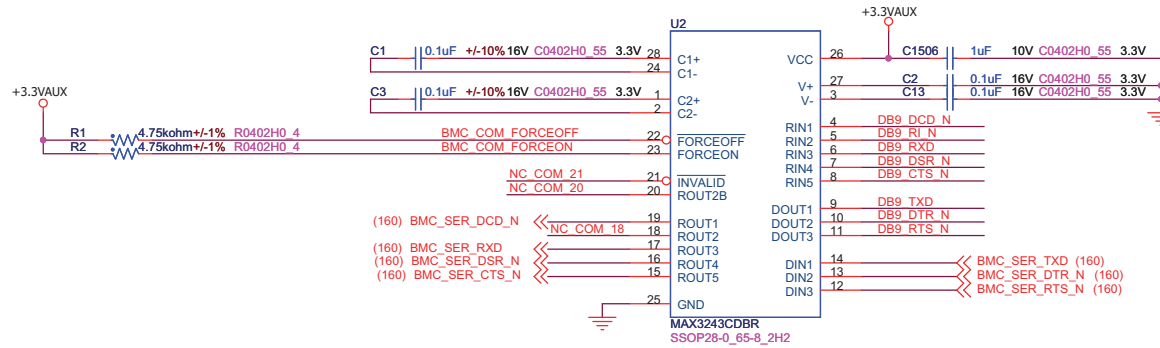 +3.3VAUX
U2
C1 0.1uF +/-10% 16V C0402H0_55 3.3V 28 C1+ VCC 26 C1506 1uF 10V C0402H0_55 3.3V
24 C1-
V+ 27 C2 0.1uF 16V C0402H0_55 3.3V
+3.3VAUX C3 0.1uF +/-10% 16V C0402H0_55 3.3V 1 C2+ V- 3 C13 0.1uF 16V C0402H0_55 3.3V
2 C2-
RIN1 4 DB9_DCD_N
R1 4.75kohm +/-1% R0402H0_4 BMC_COM_FORCEOFF 22 FORCEOFF RIN2 5 DB9_RI_N
R2 4.75kohm +/-1% R0402H0_4 BMC_COM_FORCEON 23 FORCEON RIN3 6 DB9_RXD
RIN4 7 DB9_DSR_N
NC_COM_21 21 INVALID RIN5 8 DB9_CTS_N
NC_COM_20 20 ROUT2B
DOUT1 9 DB9_TXD
(160) BMC_SER_DCD_N 19 ROUT1 DOUT2 10 DB9_DTR_N
NC_COM_18 18 ROUT2 DOUT3 11 DB9_RTS_N
(160) BMC_SER_RXD 17 ROUT3
(160) BMC_SER_DSR_N 16 ROUT4 DIN1 14 BMC_SER_TXD (160)
(160) BMC_SER_CTS_N 15 ROUT5 DIN2 13 BMC_SER_DTR_N (160)
DIN3 12 BMC_SER_RTS_N (160)
25 GND
MAX3243CDBR
SSOP28-0_65-8_2H2